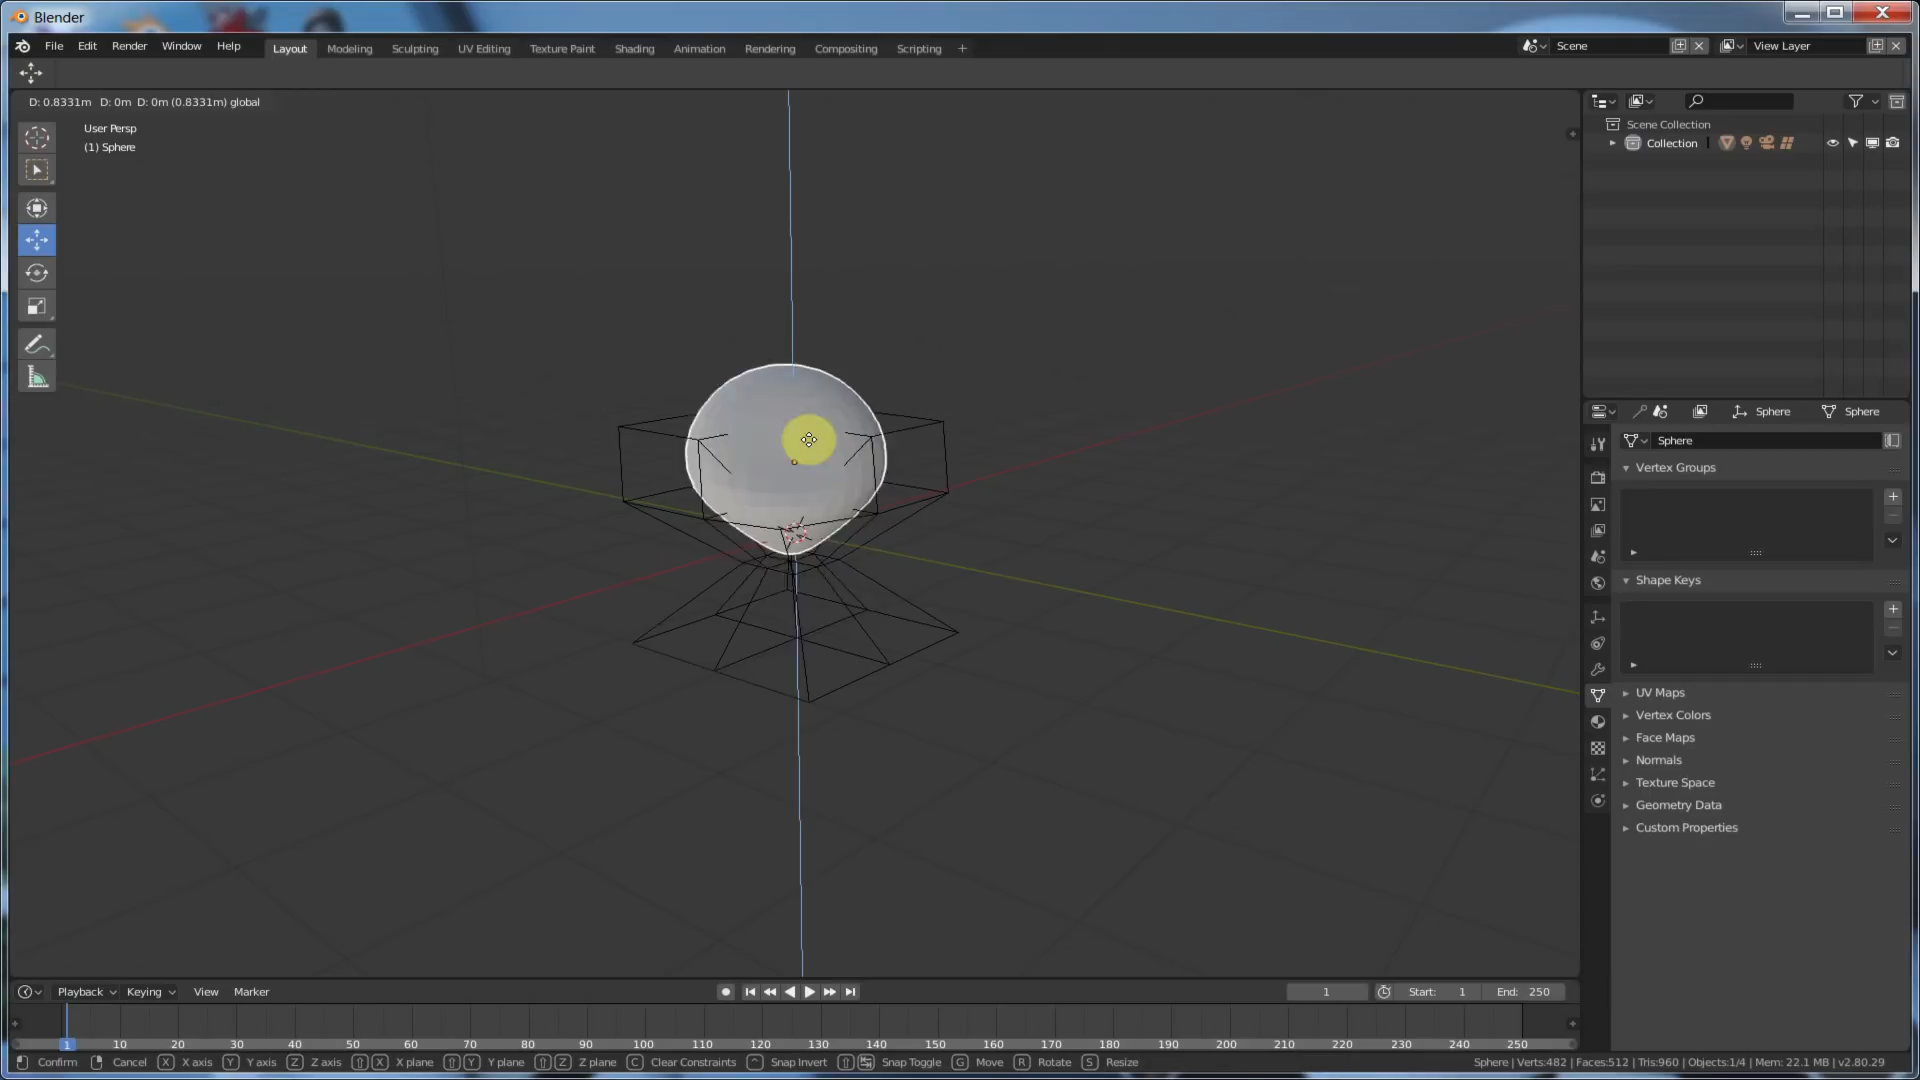 Blender
File Edit Render Window Help Layout Modeling Sculpting UV Editing Texture Paint Shading Animation Rendering Compositing Scripting + Scene View Layer
D: 0.8331m D: 0m D: 0m (0.8331m) global
User Persp
(1) Sphere
Scene Collection
Collection
Sphere Sphere
Sphere
Vertex Groups
Shape Keys
UV Maps
Vertex Colors
Face Maps
Normals
Texture Space
Geometry Data
Custom Properties
Playback Keying View Marker 1 Start: 1 End: 250
1 10 20 30 40 50 60 70 80 90 100 110 120 130 140 150 160 170 180 190 200 210 220 230 240 250
Confirm Cancel X X axis Y Y axis Z Z axis X X plane Y Y plane Z Z plane C Clear Constraints Snap Invert Snap Toggle G Move R Rotate S Resize Sphere | Verts:482 | Faces:512 | Tris:960 | Objects:1/4 | Mem: 22.1 MB | v2.80.29